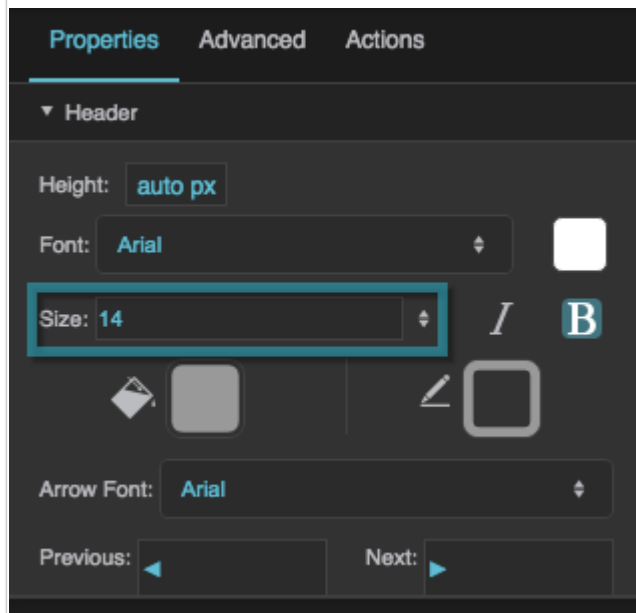 Properties Advanced Actions
▼ Header
Height: auto px
Font: Arial
Size: 14 I B
Arrow Font: Arial
Previous: ◀ Next: ▶